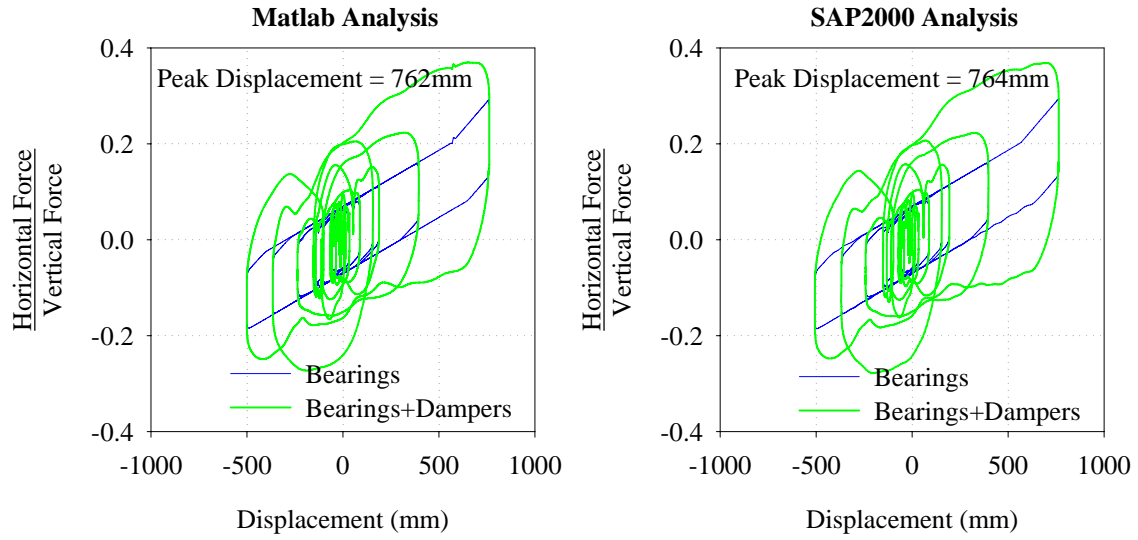 Matlab Analysis
0.4
Peak Displacement = 762mm
0.2
0.0
-0.2
-0.4
Horizontal Force
Vertical Force
Bearings
Bearings+Dampers
-1000 -500 0 500 1000
Displacement (mm)
SAP2000 Analysis
0.4
Peak Displacement = 764mm
0.2
0.0
-0.2
-0.4
Horizontal Force
Vertical Force
Bearings
Bearings+Dampers
-1000 -500 0 500 1000
Displacement (mm)